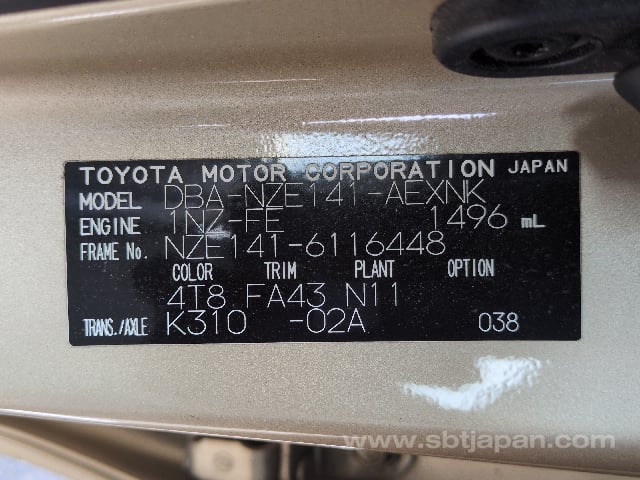 TOYOTA MOTOR CORPORATION JAPAN
MODEL DBA-NZE141-AEXNK
ENGINE 1NZ-FE 1496 mL
FRAME No. NZE141-6116448
COLOR TRIM PLANT OPTION
4T8 FA43 N11
TRANS./AXLE K310 -02A 038
www.sbtjapan.com